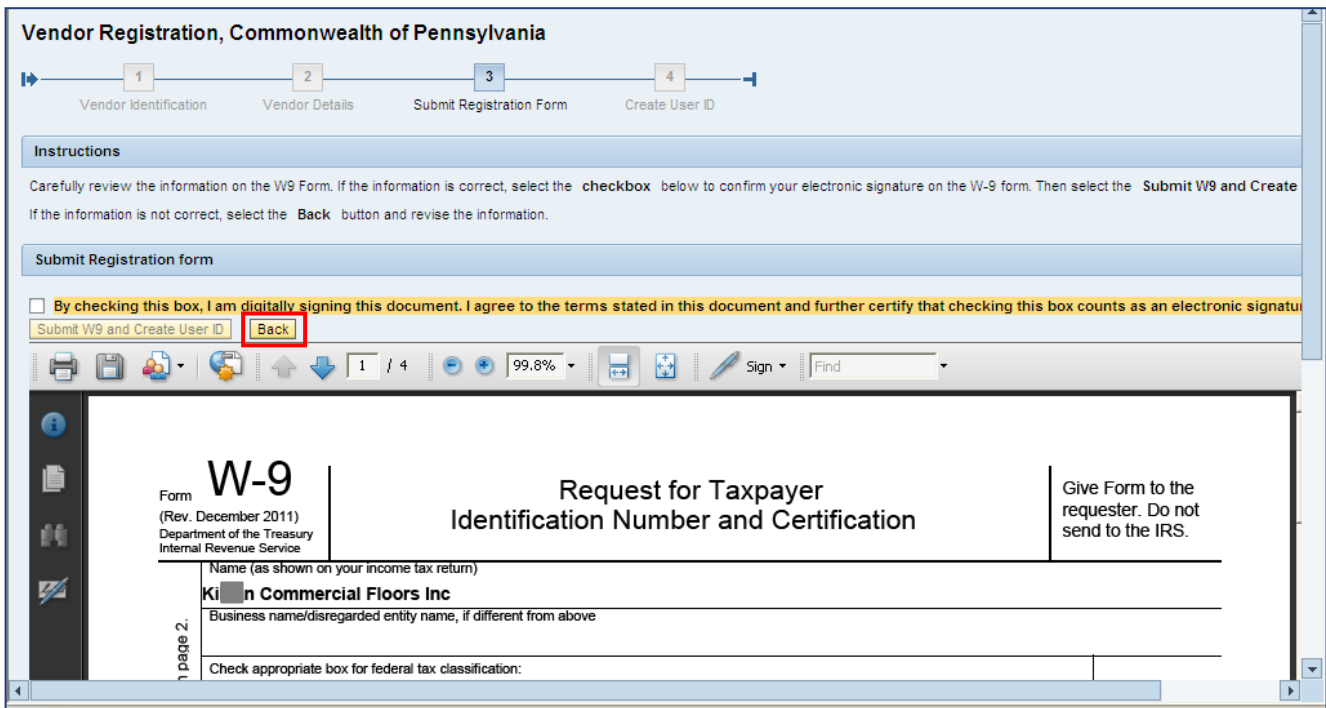 Vendor Registration, Commonwealth of Pennsylvania
1 2 3 4
Vendor Identification Vendor Details Submit Registration Form Create User ID
Instructions
Carefully review the information on the W9 Form. If the information is correct, select the checkbox below to confirm your electronic signature on the W-9 form. Then select the Submit W9 and Create
If the information is not correct, select the Back button and revise the information.
Submit Registration form
By checking this box, I am digitally signing this document. I agree to the terms stated in this document and further certify that checking this box counts as an electronic signatu
Submit W9 and Create User ID Back
1 / 4 99.8% Sign Find
Form W-9
(Rev. December 2011)
Department of the Treasury
Internal Revenue Service
Request for Taxpayer
Identification Number and Certification
Give Form to the
requester. Do not
send to the IRS.
Name (as shown on your income tax return)
Ki n Commercial Floors Inc
Business name/disregarded entity name, if different from above
page 2.
Check appropriate box for federal tax classification: